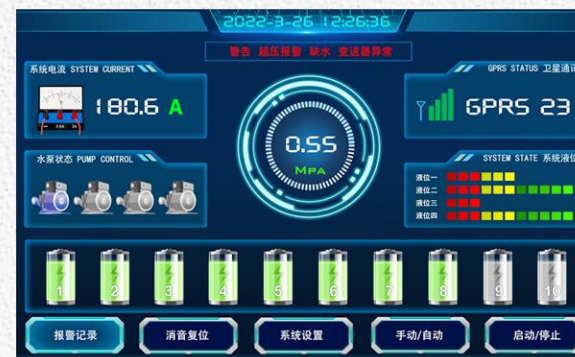 2022-3-26 12:26:36
警告 超压报警 缺水 变送器异常
系统电流 SYSTEM CURRENT
180.6 A
GPRS STATUS 卫星通讯
GPRS 23
0.55
MPA
水泵状态 PUMP CONTROL
SYSTEM STATE 系统液位
液位一
液位二
液位三
液位四
1 2 3 4 5 6 7 8 9 10
报警记录 消音复位 系统设置 手动/自动 启动/停止